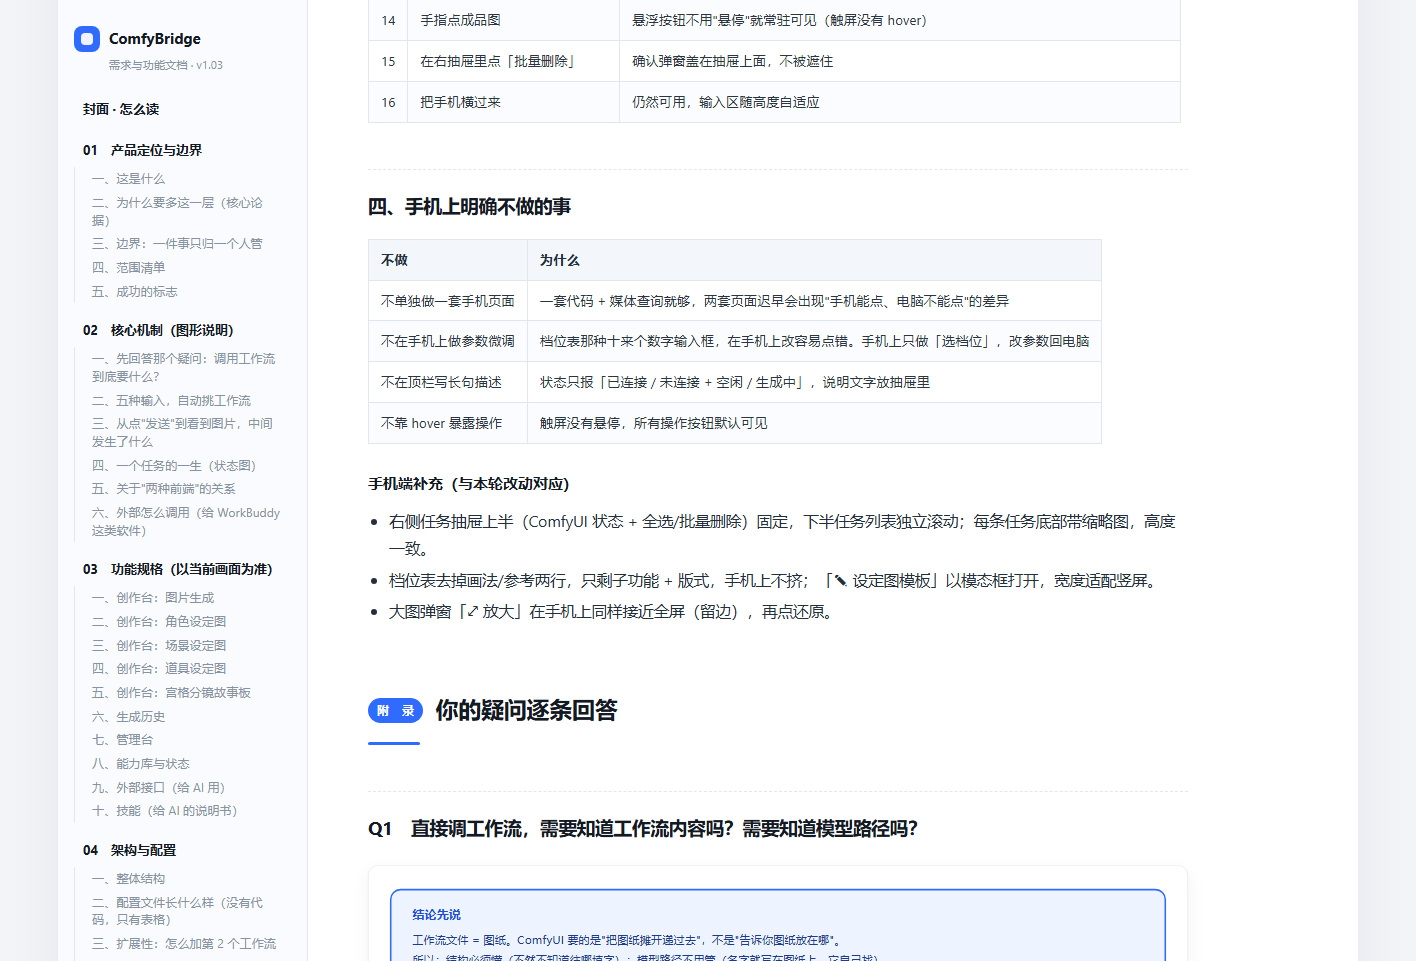 ComfyBridge
需求与功能文档 · v1.03
封面 · 怎么读
01 产品定位与边界
一、这是什么
二、为什么要多这一层（核心论
据）
三、边界：一件事只归一个人管
四、范围清单
五、成功的标志
02 核心机制（图形说明）
一、先回答那个疑问：调用工作流
到底要什么？
二、五种输入，自动挑工作流
三、从点"发送"到看到图片，中间
发生了什么
四、一个任务的一生（状态图）
五、关于"两种前端"的关系
六、外部怎么调用（给 WorkBuddy
这类软件）
03 功能规格（以当前画面为准）
一、创作台：图片生成
二、创作台：角色设定图
三、创作台：场景设定图
四、创作台：道具设定图
五、创作台：宫格分镜故事板
六、生成历史
七、管理台
八、能力库与状态
九、外部接口（给 AI 用）
十、技能（给 AI 的说明书）
04 架构与配置
一、整体结构
二、配置文件长什么样（没有代
码，只有表格）
三、扩展性：怎么加第 2 个工作流
14 手指点成品图 悬浮按钮不用"悬停"就常驻可见（触屏没有 hover）
15 在右抽屉里点「批量删除」 确认弹窗盖在抽屉上面，不被遮住
16 把手机横过来 仍然可用，输入区随高度自适应
四、手机上明确不做的事
不做 为什么
不单独做一套手机页面 一套代码 + 媒体查询就够，两套页面迟早会出现"手机能点、电脑不能点"的差异
不在手机上做参数微调 档位表那种十来个数字输入框，在手机上改容易点错。手机上只做「选档位」，改参数回电脑
不在顶栏写长句描述 状态只报「已连接 / 未连接 + 空闲 / 生成中」，说明文字放抽屉里
不靠 hover 暴露操作 触屏没有悬停，所有操作按钮默认可见
手机端补充（与本轮改动对应）
• 右侧任务抽屉上半（ComfyUI 状态 + 全选/批量删除）固定，下半任务列表独立滚动；每条任务底部带缩略图，高度
一致。
• 档位表去掉画法/参考两行，只剩子功能 + 版式，手机上不挤；「✎ 设定图模板」以模态框打开，宽度适配竖屏。
• 大图弹窗「⤢ 放大」在手机上同样接近全屏（留边），再点还原。
附 录 你的疑问逐条回答
Q1 直接调工作流，需要知道工作流内容吗？需要知道模型路径吗？
结论先说
工作流文件 = 图纸。ComfyUI 要的是"把图纸摊开递过去"，不是"告诉你图纸放在哪"。